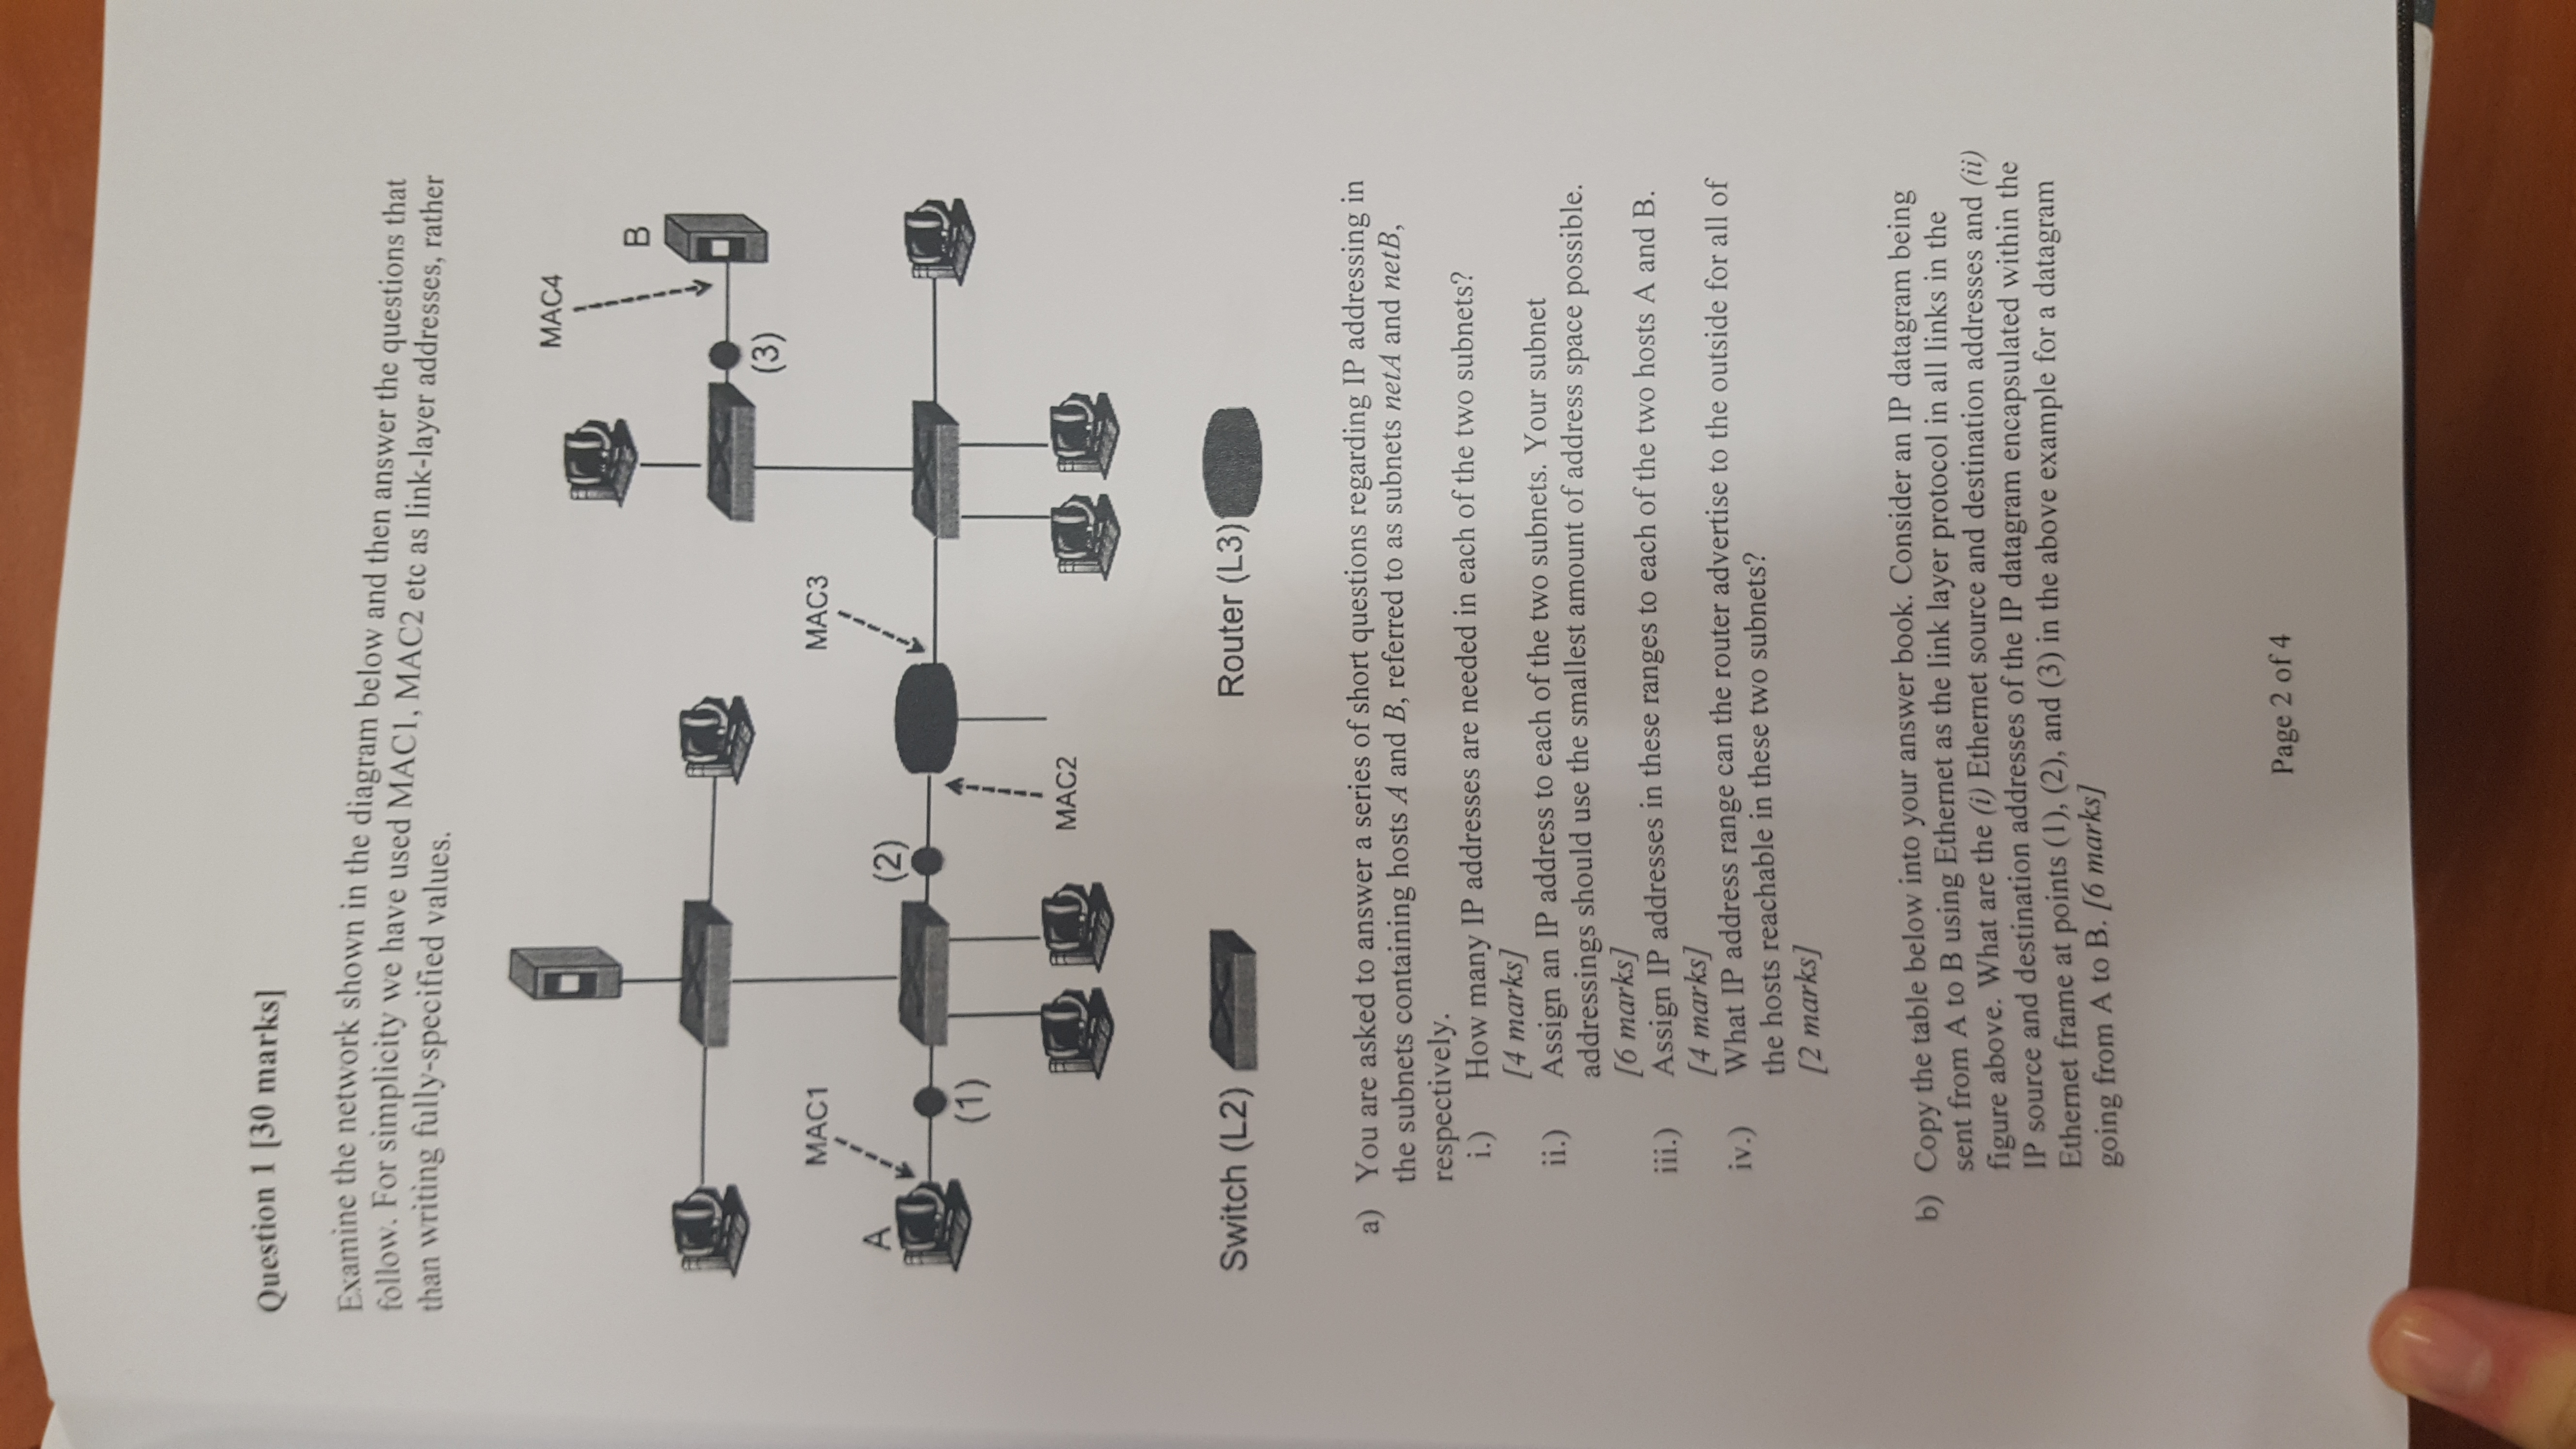 Question 1 [30 marks]
Examine the network shown in the diagram below and then answer the questions that
follow. For simplicity we have used MAC1, MAC2 etc as link-layer addresses, rather
than writing fully-specified values.
MAC4
B
(3)
MAC1
MAC3
A
(2)
(1)
MAC2
Switch (L2)
Router (L3)
a) You are asked to answer a series of short questions regarding IP addressing in
the subnets containing hosts A and B, referred to as subnets netA and netB,
respectively.
i.) How many IP addresses are needed in each of the two subnets?
[4 marks]
ii.) Assign an IP address to each of the two subnets. Your subnet
addressings should use the smallest amount of address space possible.
[6 marks]
iii.) Assign IP addresses in these ranges to each of the two hosts A and B.
[4 marks]
iv.) What IP address range can the router advertise to the outside for all of
the hosts reachable in these two subnets?
[2 marks]
b) Copy the table below into your answer book. Consider an IP datagram being
sent from A to B using Ethernet as the link layer protocol in all links in the
figure above. What are the (i) Ethernet source and destination addresses and (ii)
IP source and destination addresses of the IP datagram encapsulated within the
Ethernet frame at points (1), (2), and (3) in the above example for a datagram
going from A to B. [6 marks]
Page 2 of 4